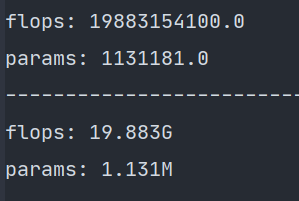 flops: 19883154100.0
params: 1131181.0
------------------------
flops: 19.883G
params: 1.131M